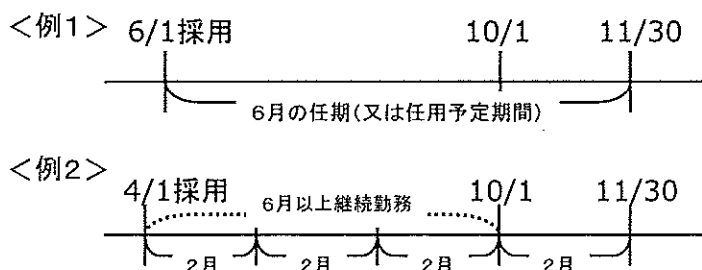 <例1> 6/1採用 10/1 11/30
6月の任期(又は任用予定期間)
<例2> 4/1採用 6月以上継続勤務 10/1 11/30
2月 2月 2月 2月